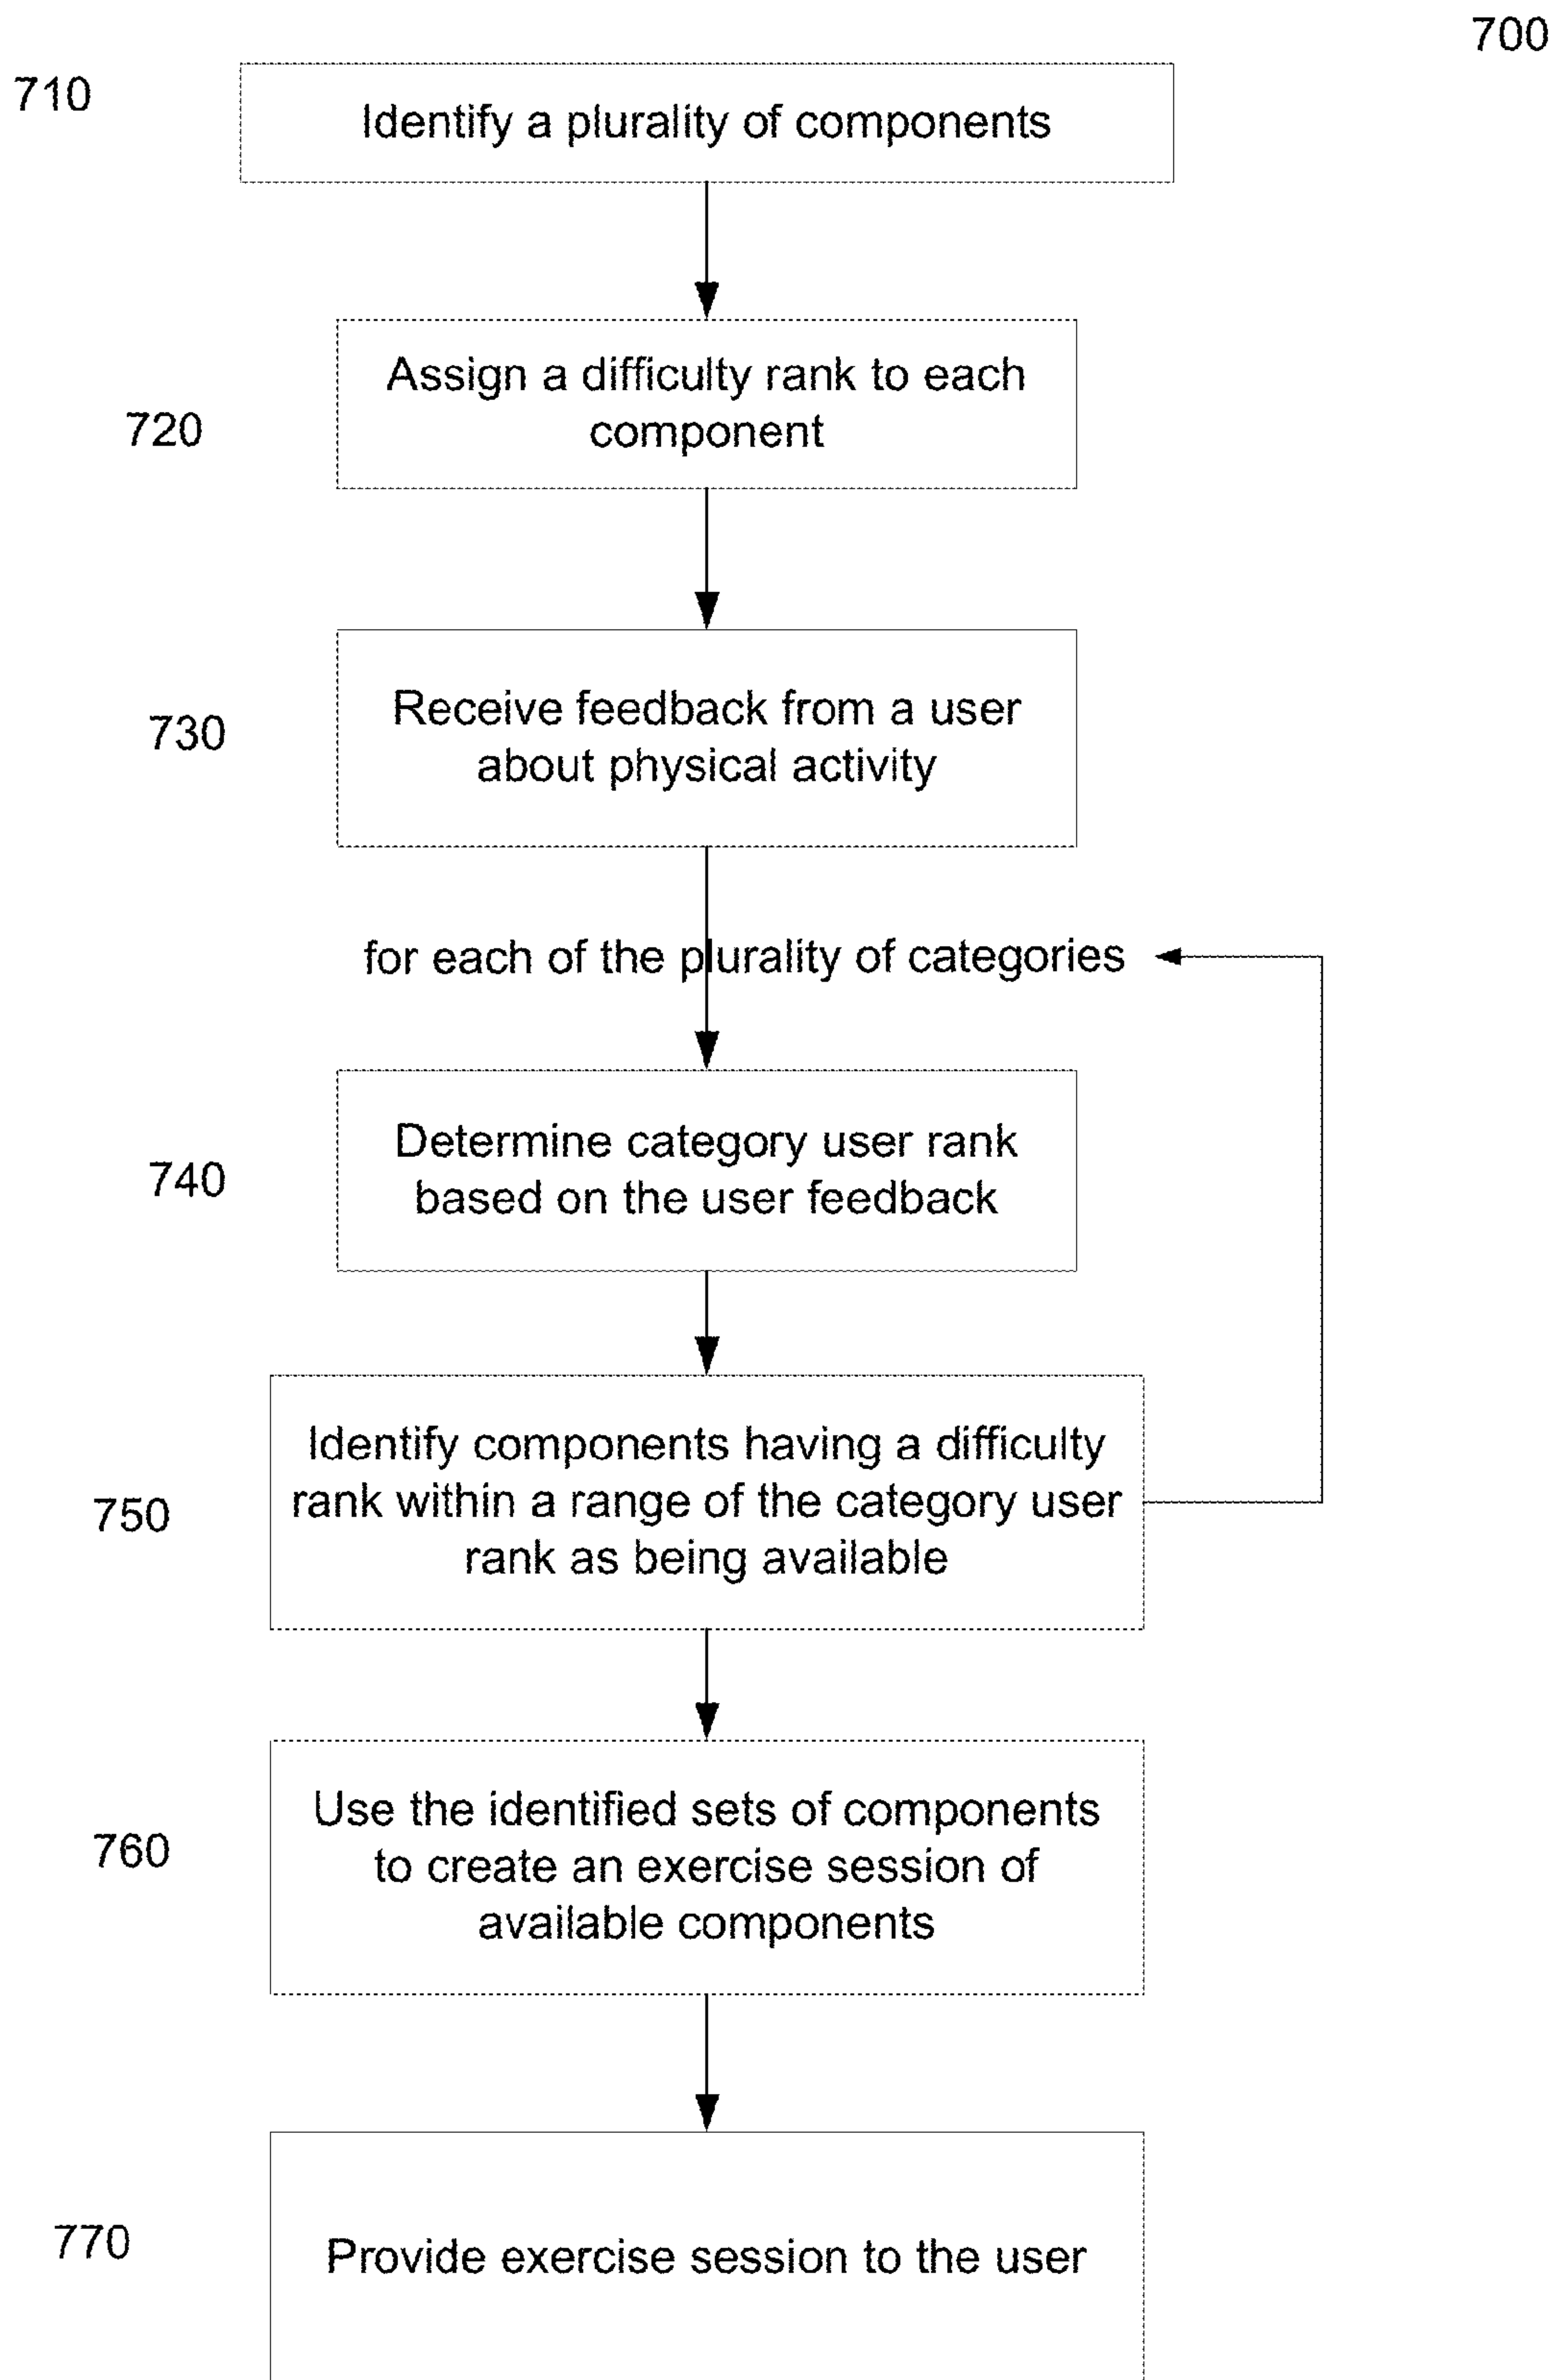 700
710
Identify a plurality of components
720
Assign a difficulty rank to each
component
730
Receive feedback from a user
about physical activity
for each of the plurality of categories
740
Determine category user rank
based on the user feedback
750
Identify components having a difficulty
rank within a range of the category user
rank as being available
760
Use the identified sets of components
to create an exercise session of
available components
770
Provide exercise session to the user